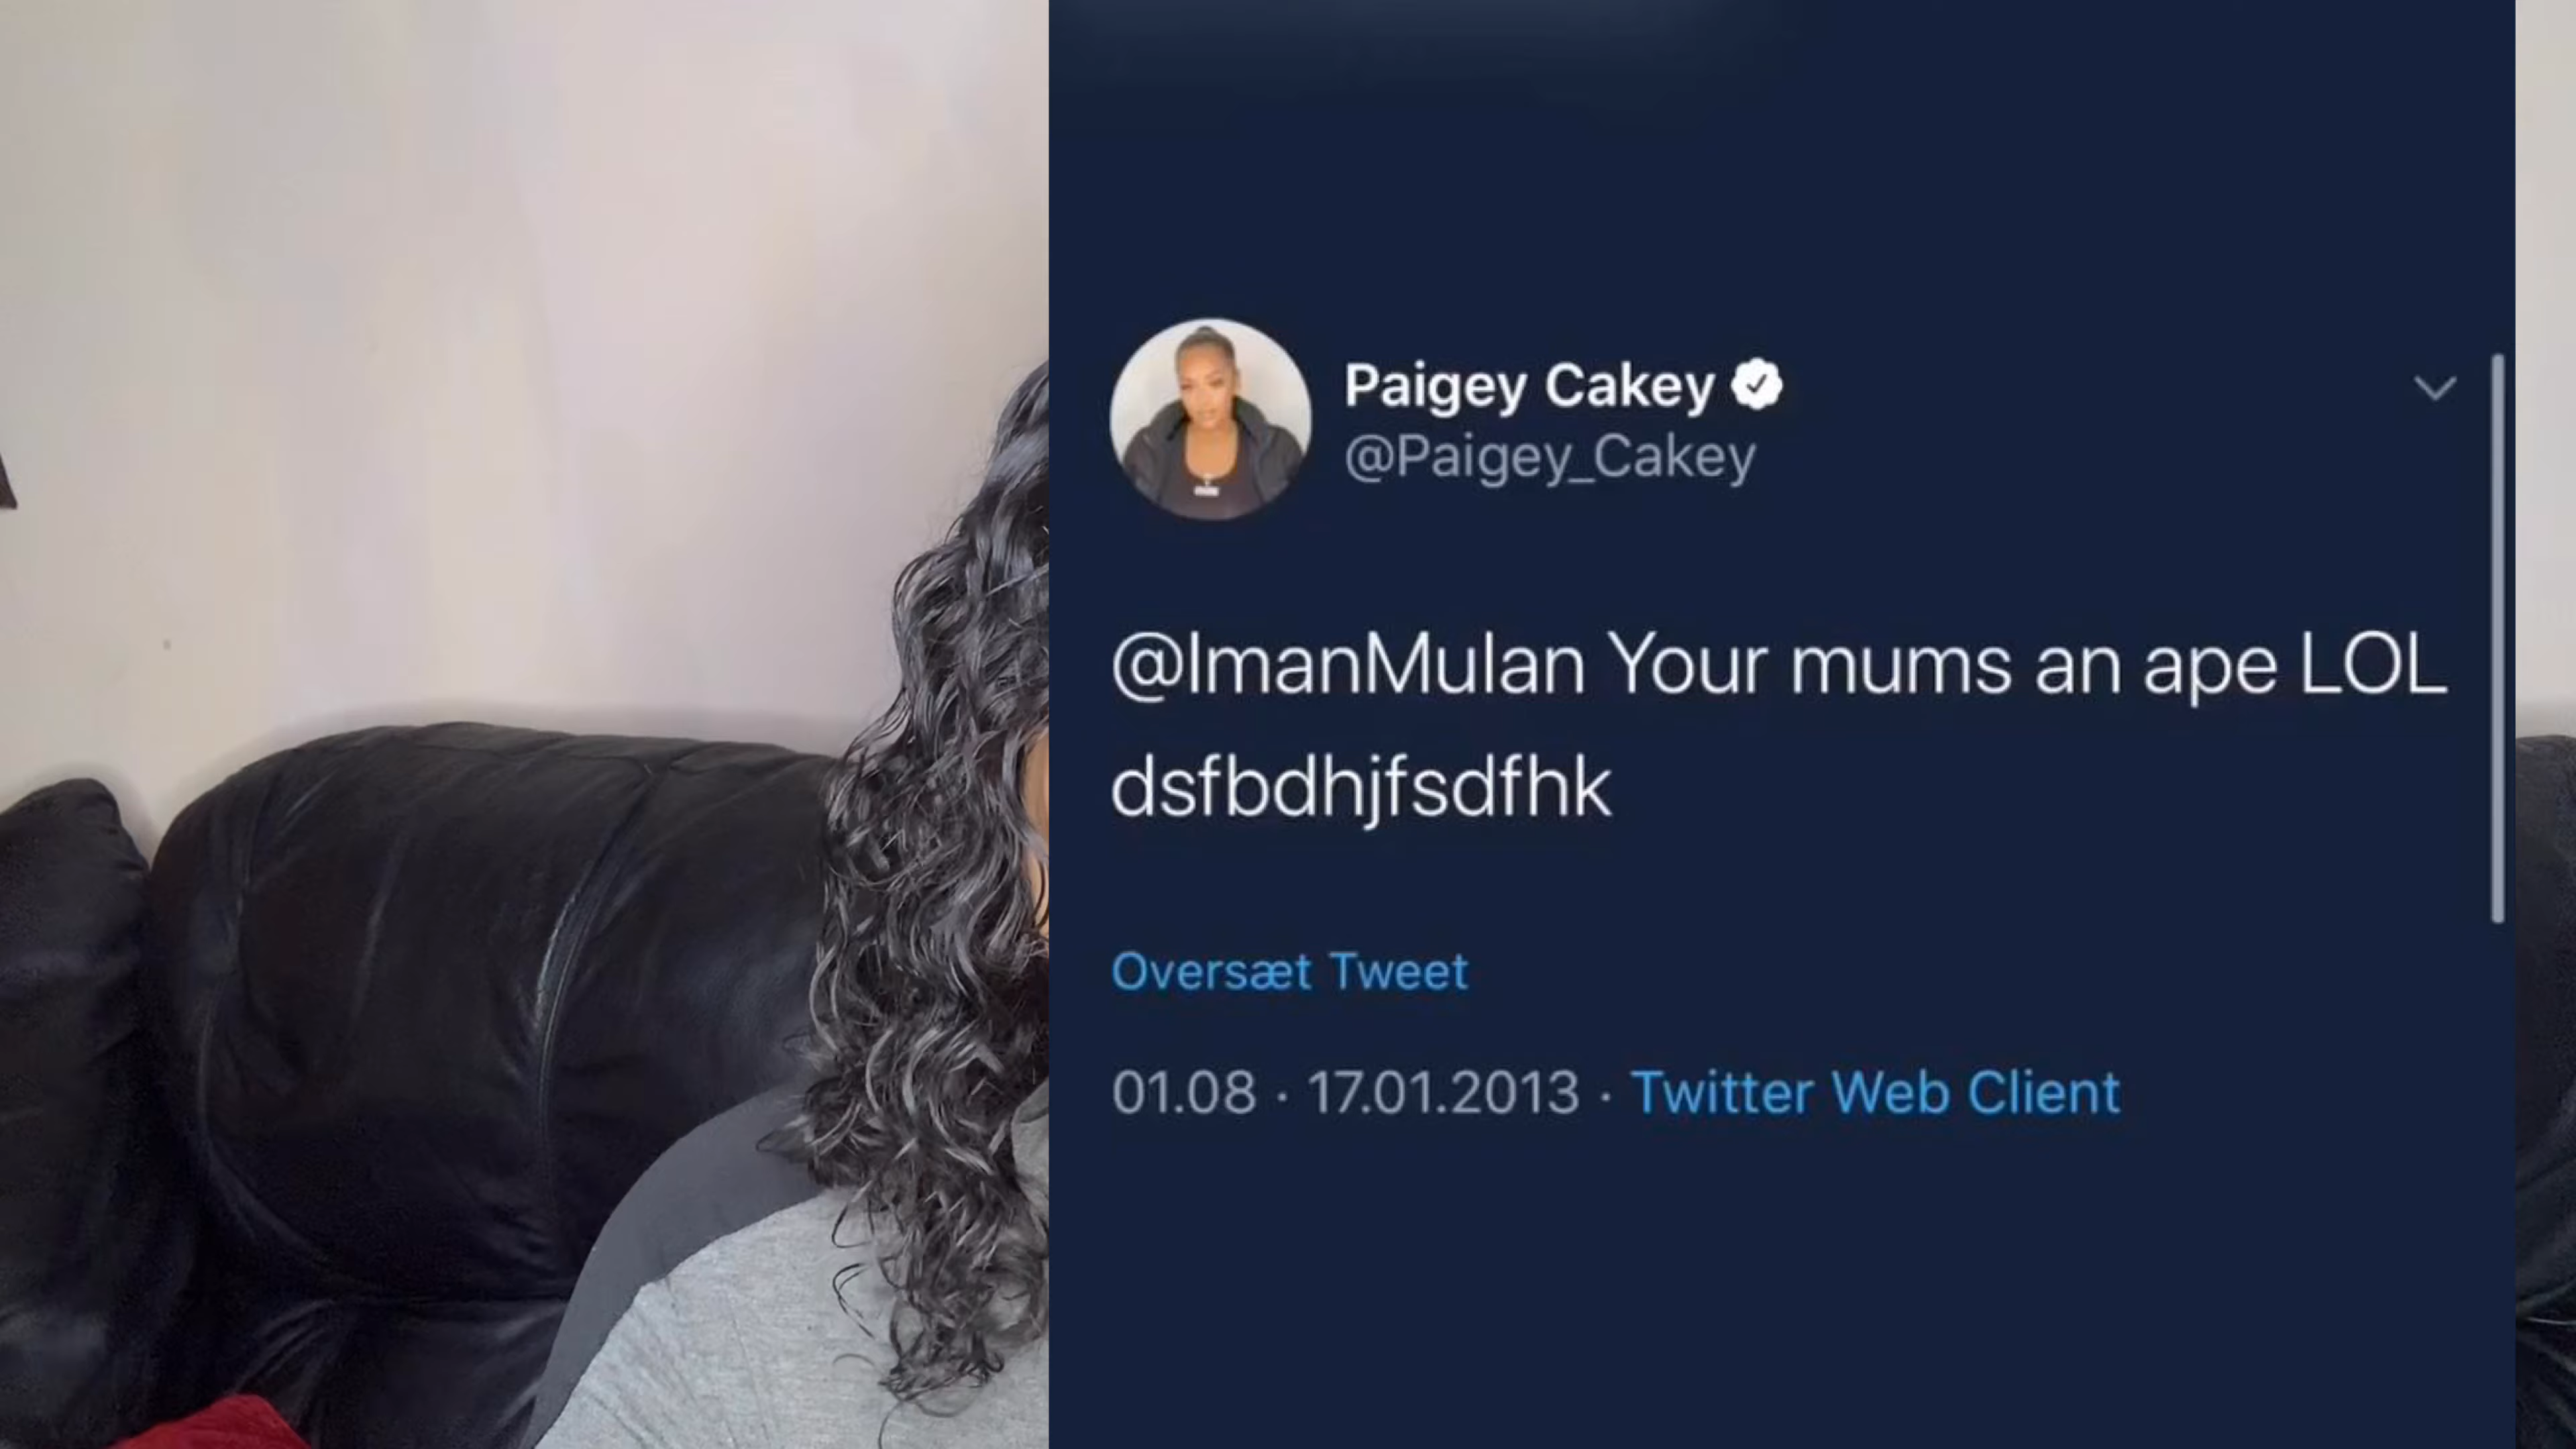 Paigey Cakey
@Paigey_Cakey
@ImanMulan Your mums an ape LOL
dsfbdhjfsdfhk
Oversæt Tweet
01.08 · 17.01.2013 · Twitter Web Client